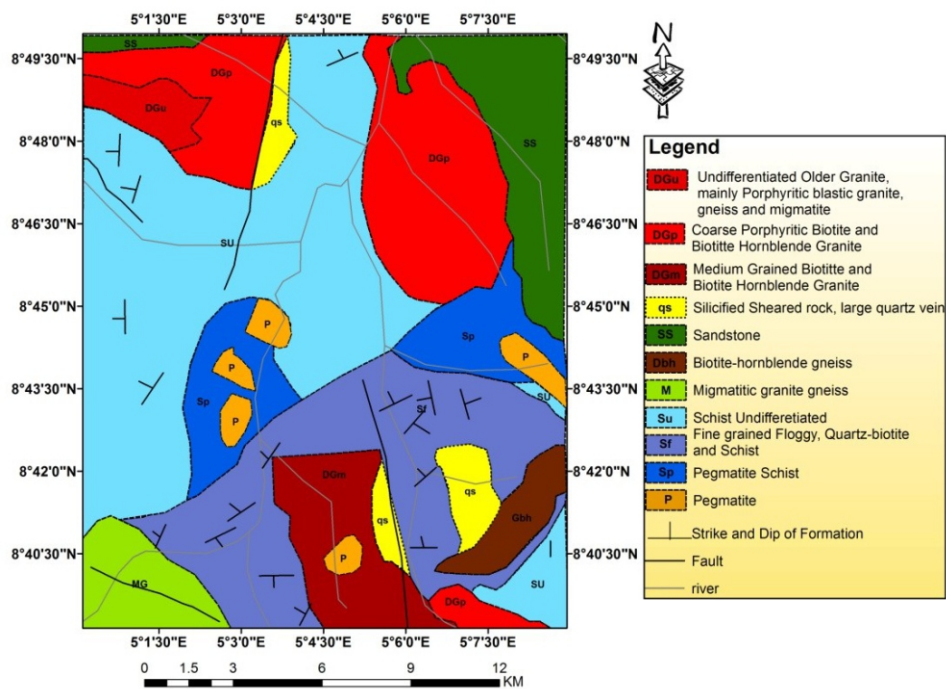 5°1'30"E 5°3'0"E 5°4'30"E 5°6'0"E 5°7'30"E
8°49'30"N 8°49'30"N
8°48'0"N 8°48'0"N
8°46'30"N 8°46'30"N
8°45'0"N 8°45'0"N
8°43'30"N 8°43'30"N
8°42'0"N 8°42'0"N
8°40'30"N 8°40'30"N
5°1'30"E 5°3'0"E 5°4'30"E 5°6'0"E 5°7'30"E
SS
DGp
DGu
qs
DGp
SS
SU
P
Sp
P
P
Sp
P
SU
Sf
DGm
qs
qs
Gbh
P
MG
SU
DGp
0 1.5 3 6 9 12
KM
N
Legend
DGu Undifferentiated Older Granite,
mainly Porphyritic blastic granite,
gneiss and migmatite
DGp Coarse Porphyritic Biotite and
Biotitte Hornblende Granite
DGm Medium Grained Biotitte and
Biotite Hornblende Granite
qs Silicified Sheared rock, large quartz vein
SS Sandstone
Dbh Biotite-hornblende gneiss
M Migmatitic granite gneiss
Su Schist Undifferetiated
Sf Fine grained Floggy, Quartz-biotite
and Schist
Sp Pegmatite Schist
P Pegmatite
Strike and Dip of Formation
Fault
river